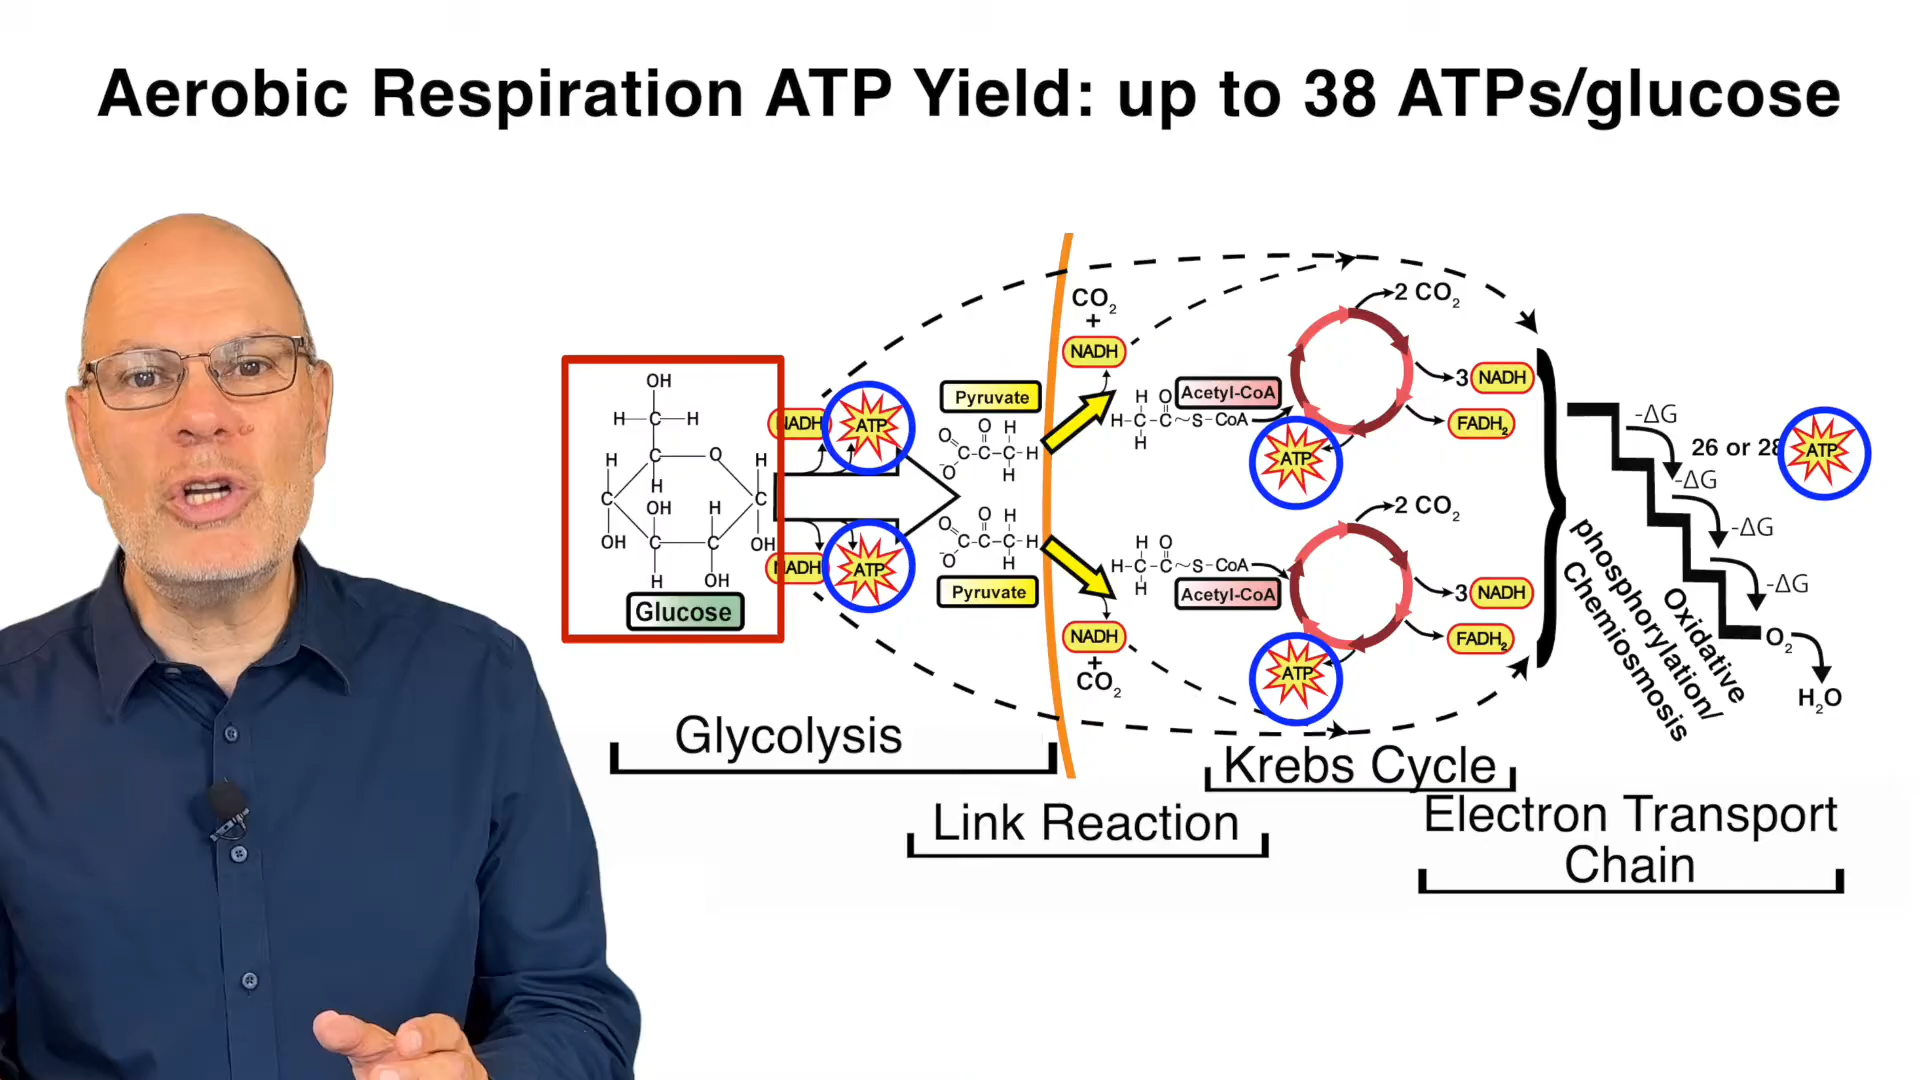 Aerobic Respiration ATP Yield: up to 38 ATPs/glucose
OH
H C H
C O
H H H
C C
OH OH H OH
C C
H OH
Glucose
NADH ATP
NADH ATP
Pyruvate
O O H
C C C H
⁻O H
O O H
C C C H
⁻O H
Pyruvate
CO₂
+
NADH
H O
H C C ~ S CoA
H
Acetyl-CoA
ATP
2 CO₂
3 NADH
FADH₂
H O
H C C ~ S CoA
H
Acetyl-CoA
NADH
+
CO₂
ATP
2 CO₂
3 NADH
FADH₂
-ΔG
26 or 28 ATP
-ΔG
-ΔG
-ΔG
O₂
H₂O
Oxidative
phosphorylation/
Chemiosmosis
Glycolysis
Link Reaction
Krebs Cycle
Electron Transport
Chain